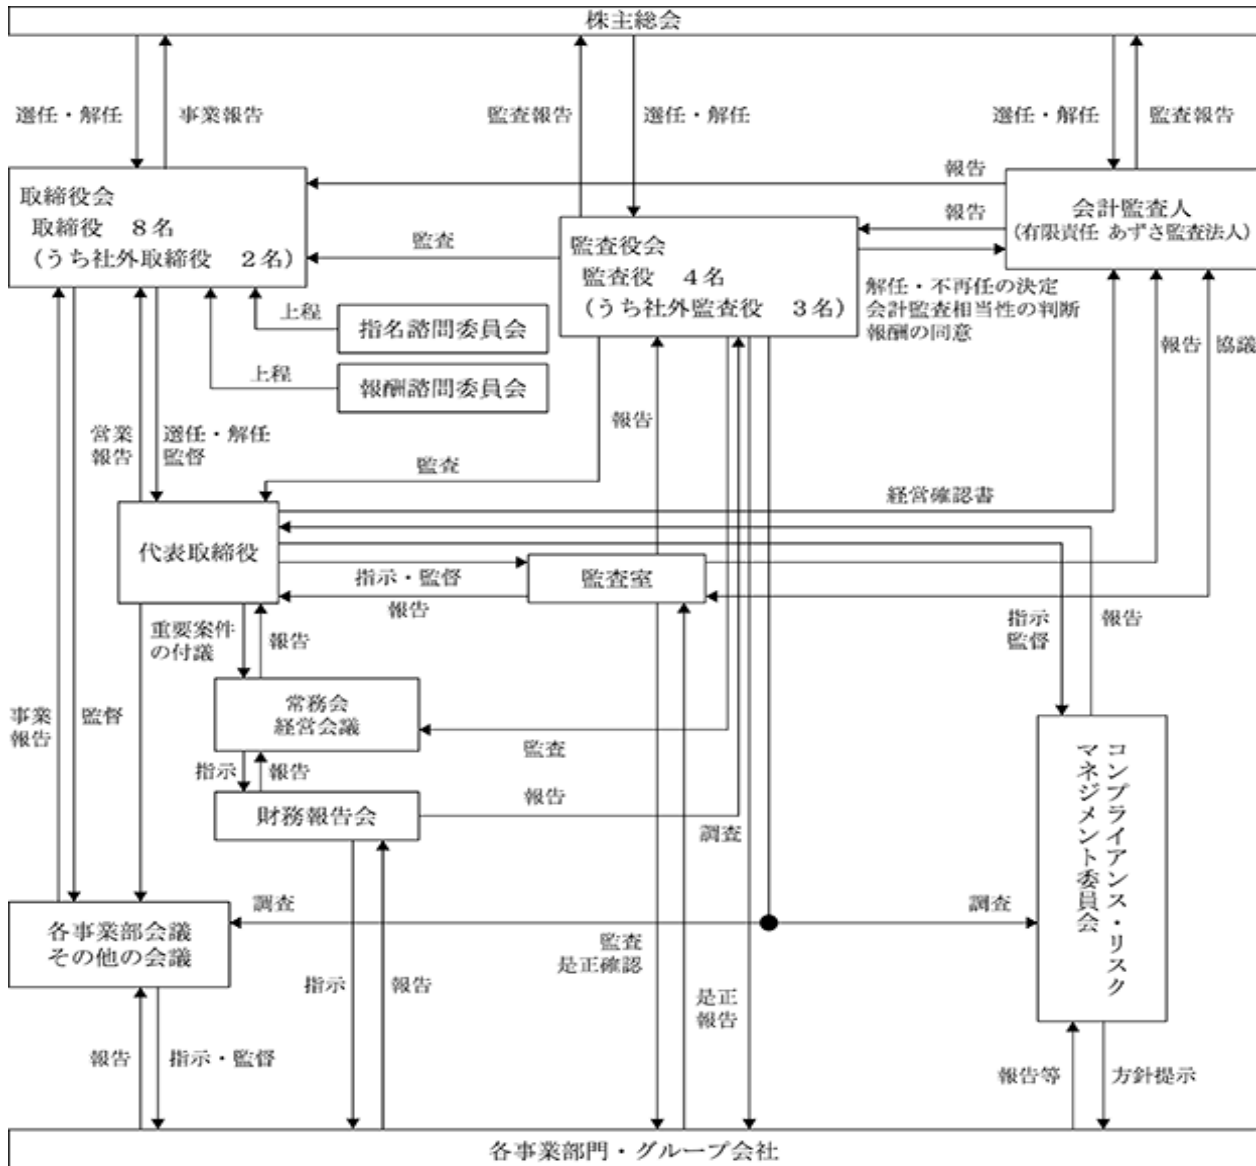 株主総会
選任・解任
事業報告
監査報告
選任・解任
選任・解任
監査報告
取締役会
取締役　8名
（うち社外取締役　2名）
報告
会計監査人
(有限責任 あずさ監査法人)
報告
監査
監査役会
監査役　4名
（うち社外監査役　3名）
解任・不再任の決定
会計監査相当性の判断
報酬の同意
上程
指名諮問委員会
上程
報酬諮問委員会
報告
協議
営業
報告
選任・解任
監督
報告
監査
経営確認書
代表取締役
指示・監督
監査室
報告
重要案件
の付議
報告
指示
監督
報告
常務会
経営会議
事業
報告
監督
監査
指示
報告
報告
財務報告会
調査
コンプライアンス・リスク
マネジメント委員会
調査
調査
各事業部会議
その他の会議
監査
是正確認
指示
報告
是正
報告
報告
指示・監督
報告等
方針提示
各事業部門・グループ会社